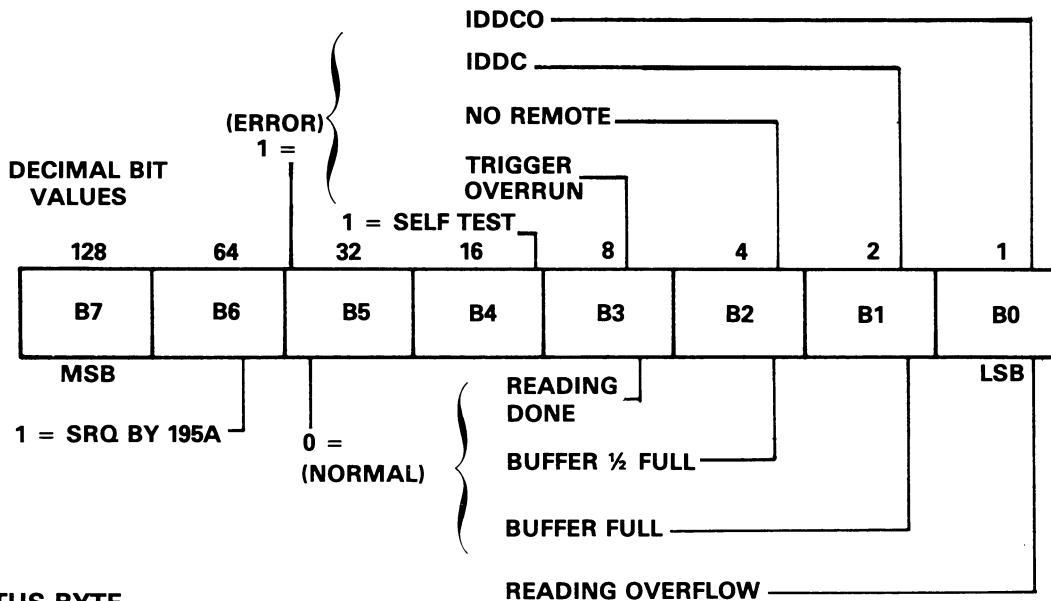 IDDCO
IDDC
NO REMOTE
(ERROR)
1 =
TRIGGER
OVERRUN
DECIMAL BIT
VALUES
1 = SELF TEST
128 64 32 16 8 4 2 1
B7 B6 B5 B4 B3 B2 B1 B0
MSB LSB
READING
DONE
1 = SRQ BY 195A
0 =
(NORMAL)
BUFFER ½ FULL
BUFFER FULL
READING OVERFLOW